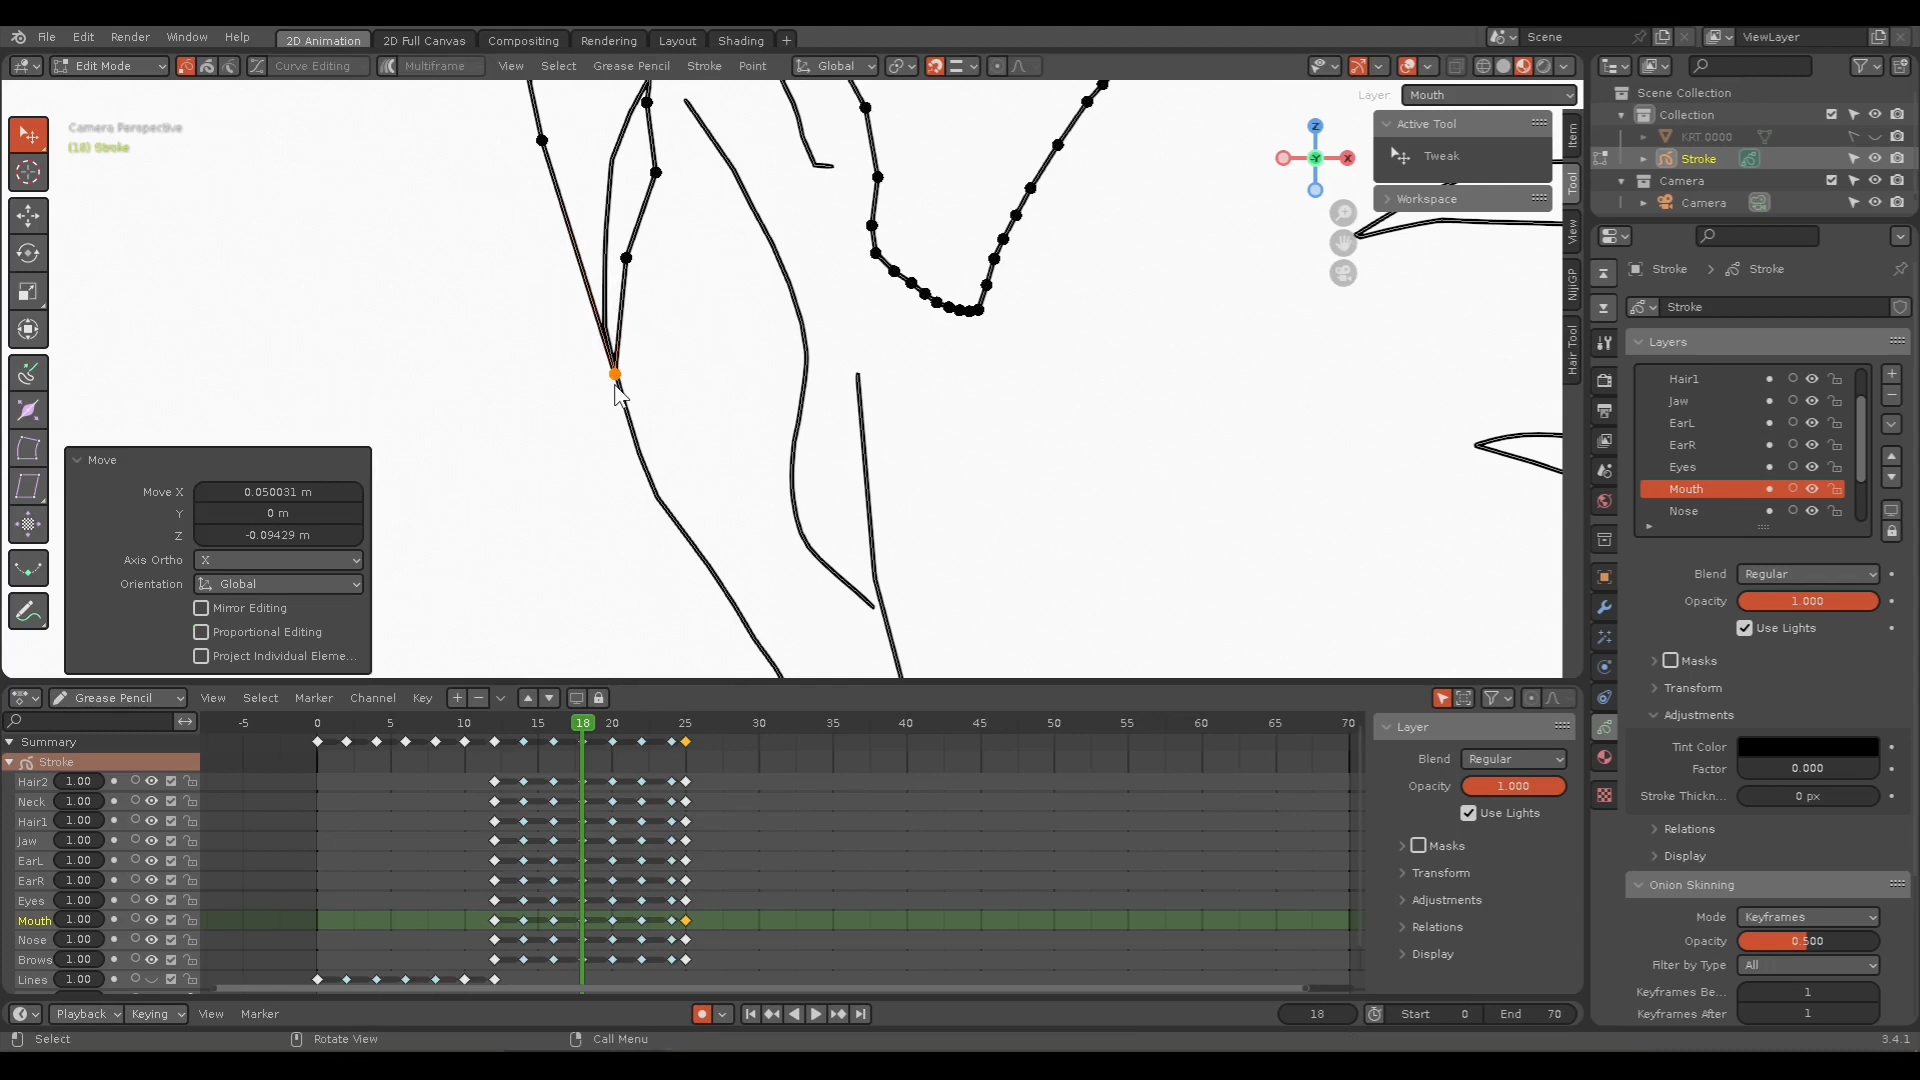 File Edit Render Window Help 2D Animation 2D Full Canvas Compositing Rendering Layout Shading + Scene ViewLayer
Edit Mode Curve Editing Multiframe View Select Grease Pencil Stroke Point Global
Camera Perspective
(18) Stroke
Layer: Mouth
Active Tool
Tweak
Workspace
Z
-Y
X
Item
Tool
View
NijiGP
Hair Tool
Move
Move X 0.050031 m
Y 0 m
Z -0.09429 m
Axis Ortho X
Orientation Global
Mirror Editing
Proportional Editing
Project Individual Eleme...
Scene Collection
Collection
KRT.0000
Stroke
Camera
Camera
Stroke > Stroke
Stroke
Layers
Hair1
Jaw
EarL
EarR
Eyes
Mouth
Nose
Blend Regular
Opacity 1.000
Use Lights
Masks
Transform
Adjustments
Tint Color
Factor 0.000
Stroke Thickn... 0 px
Relations
Display
Onion Skinning
Mode Keyframes
Opacity 0.500
Filter by Type All
Keyframes Be... 1
Keyframes After 1
Grease Pencil View Select Marker Channel Key
-5 0 5 10 15 18 20 25 30 35 40 45 50 55 60 65 70
Summary
Stroke
Hair2 1.00
Neck 1.00
Hair1 1.00
Jaw 1.00
EarL 1.00
EarR 1.00
Eyes 1.00
Mouth 1.00
Nose 1.00
Brows 1.00
Lines 1.00
Layer
Blend Regular
Opacity 1.000
Use Lights
Masks
Transform
Adjustments
Relations
Display
Playback Keying View Marker 18 Start 0 End 70
Select Rotate View Call Menu 3.4.1